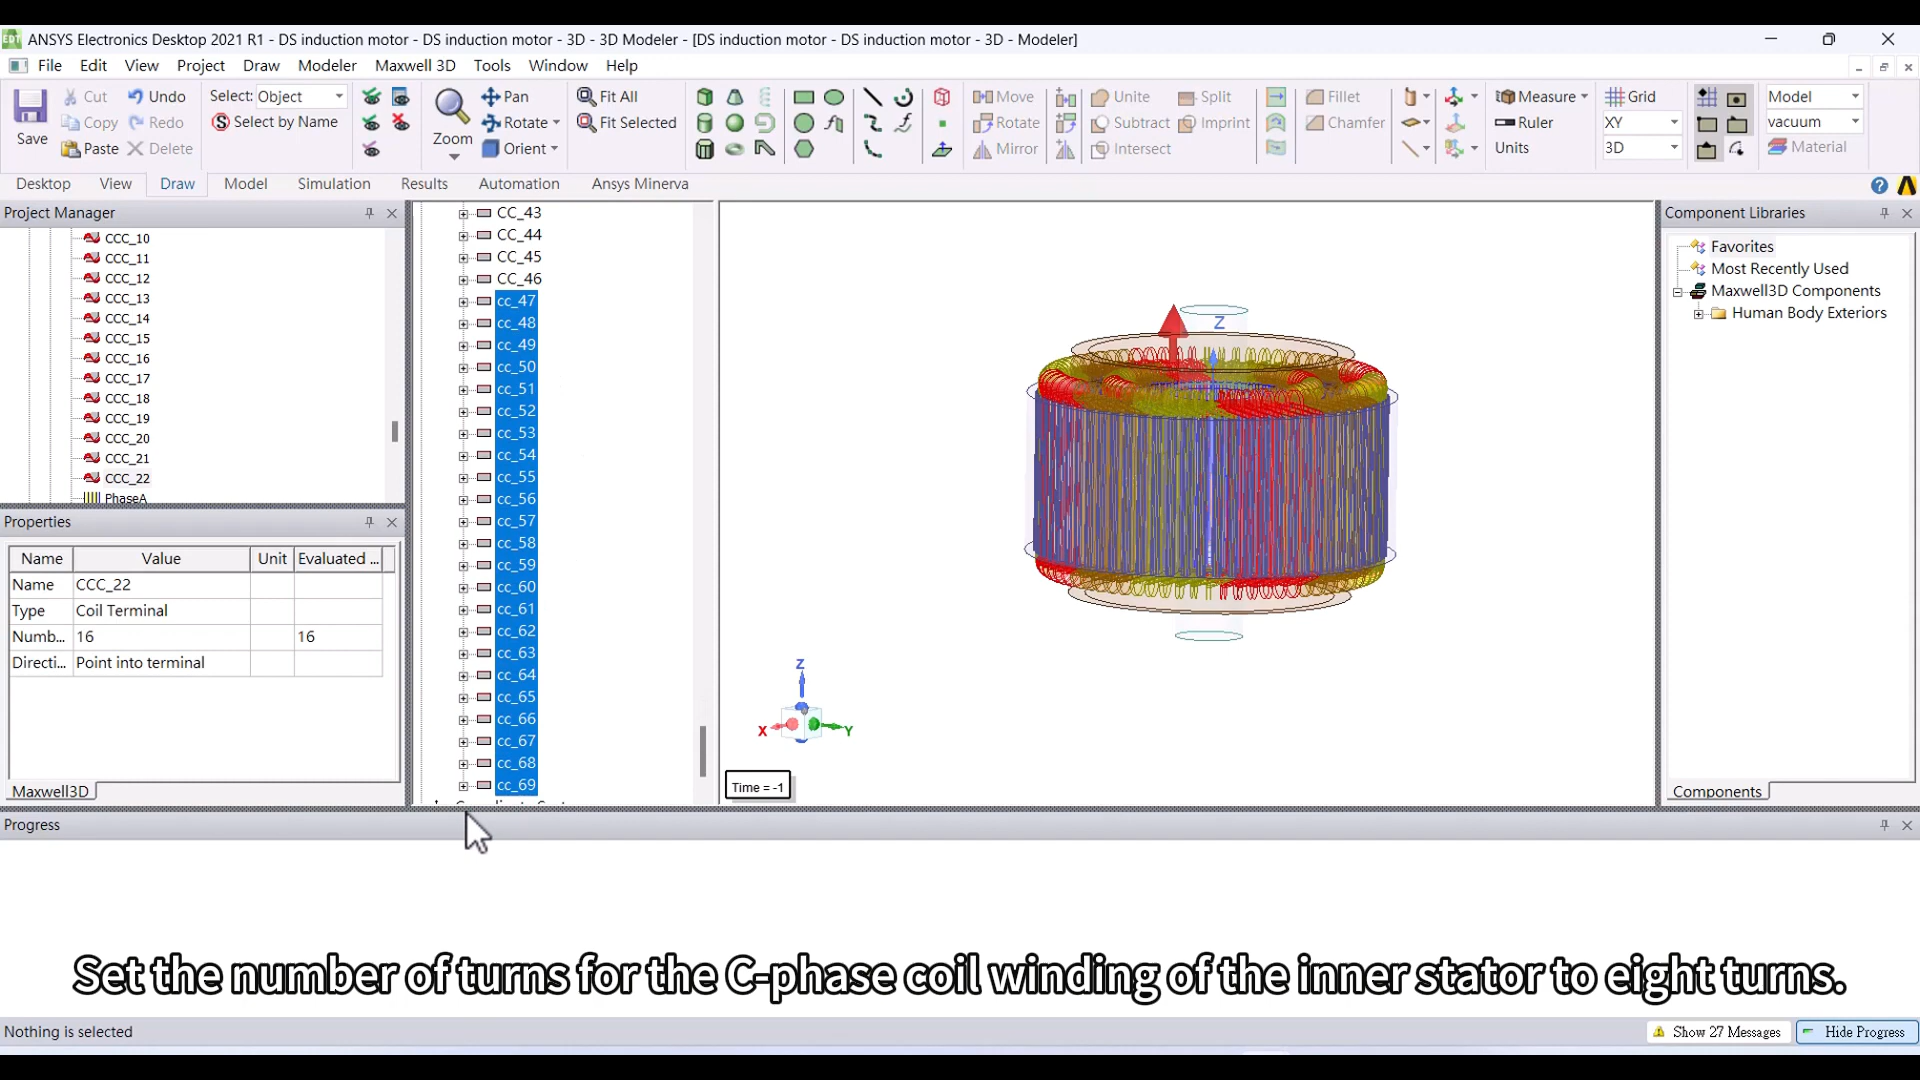 ANSYS Electronics Desktop 2021 R1 - DS induction motor - DS induction motor - 3D - 3D Modeler - [DS induction motor - DS induction motor - 3D - Modeler]
File Edit View Project Draw Modeler Maxwell 3D Tools Window Help
Save Cut Copy Paste Undo Redo Delete
Select: Object
Select by Name
Zoom Pan Rotate Orient Fit All Fit Selected
Move Rotate Mirror
Unite Subtract Intersect Split Imprint
Fillet Chamfer
Measure Ruler Units
Grid XY 3D
Model vacuum Material
Desktop View Draw Model Simulation Results Automation Ansys Minerva
Project Manager
CCC_10
CCC_11
CCC_12
CCC_13
CCC_14
CCC_15
CCC_16
CCC_17
CCC_18
CCC_19
CCC_20
CCC_21
CCC_22
PhaseA
Properties
Name Value Unit Evaluated ...
Name CCC_22
Type Coil Terminal
Numb... 16 16
Directi... Point into terminal
Maxwell3D
CC_43
CC_44
CC_45
CC_46
cc_47
cc_48
cc_49
cc_50
cc_51
cc_52
cc_53
cc_54
cc_55
cc_56
cc_57
cc_58
cc_59
cc_60
cc_61
cc_62
cc_63
cc_64
cc_65
cc_66
cc_67
cc_68
cc_69
Z
Z
X Y
Time = -1
Component Libraries
Favorites
Most Recently Used
Maxwell3D Components
Human Body Exteriors
Components
Progress
Set the number of turns for the C-phase coil winding of the inner stator to eight turns.
Nothing is selected
Show 27 Messages Hide Progress